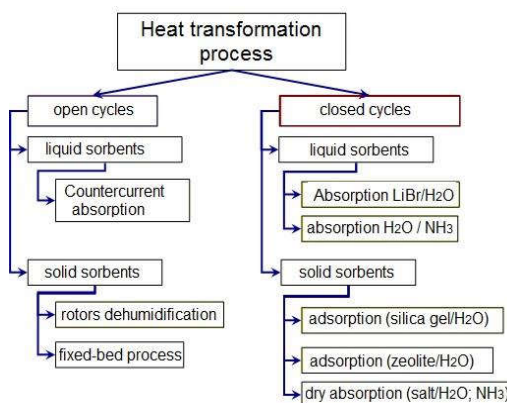 Heat transformation
process
open cycles
liquid sorbents
Countercurrent
absorption
solid sorbents
rotors dehumidification
fixed-bed process
closed cycles
liquid sorbents
Absorption LiBr/H2O
absorption H2O / NH3
solid sorbents
adsorption (silica gel/H2O)
adsorption (zeolite/H2O)
dry absorption (salt/H2O; NH3)